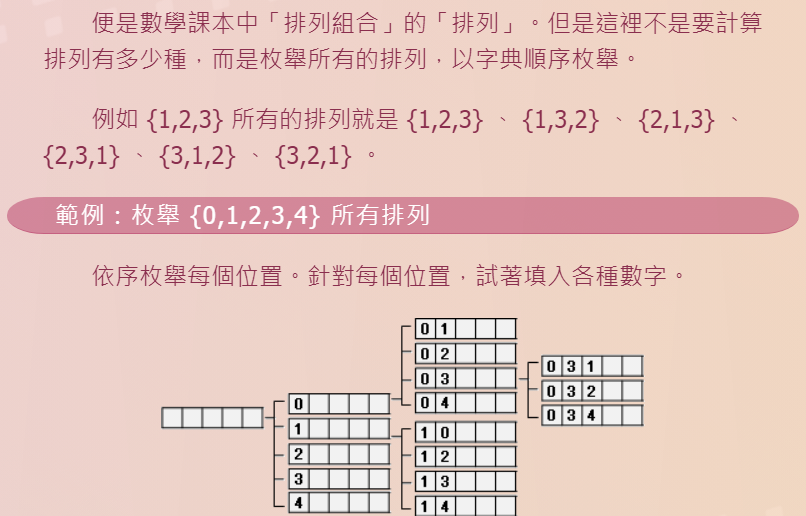 便是數學課本中「排列組合」的「排列」。但是這裡不是要計算
排列有多少種，而是枚舉所有的排列，以字典順序枚舉。
例如 {1,2,3} 所有的排列就是 {1,2,3} 、 {1,3,2} 、 {2,1,3} 、
{2,3,1} 、 {3,1,2} 、 {3,2,1} 。
範例：枚舉 {0,1,2,3,4} 所有排列
依序枚舉每個位置。針對每個位置，試著填入各種數字。
0
1
2
3
4
0 1
0 2
0 3
0 4
1 0
1 2
1 3
1 4
0 3 1
0 3 2
0 3 4